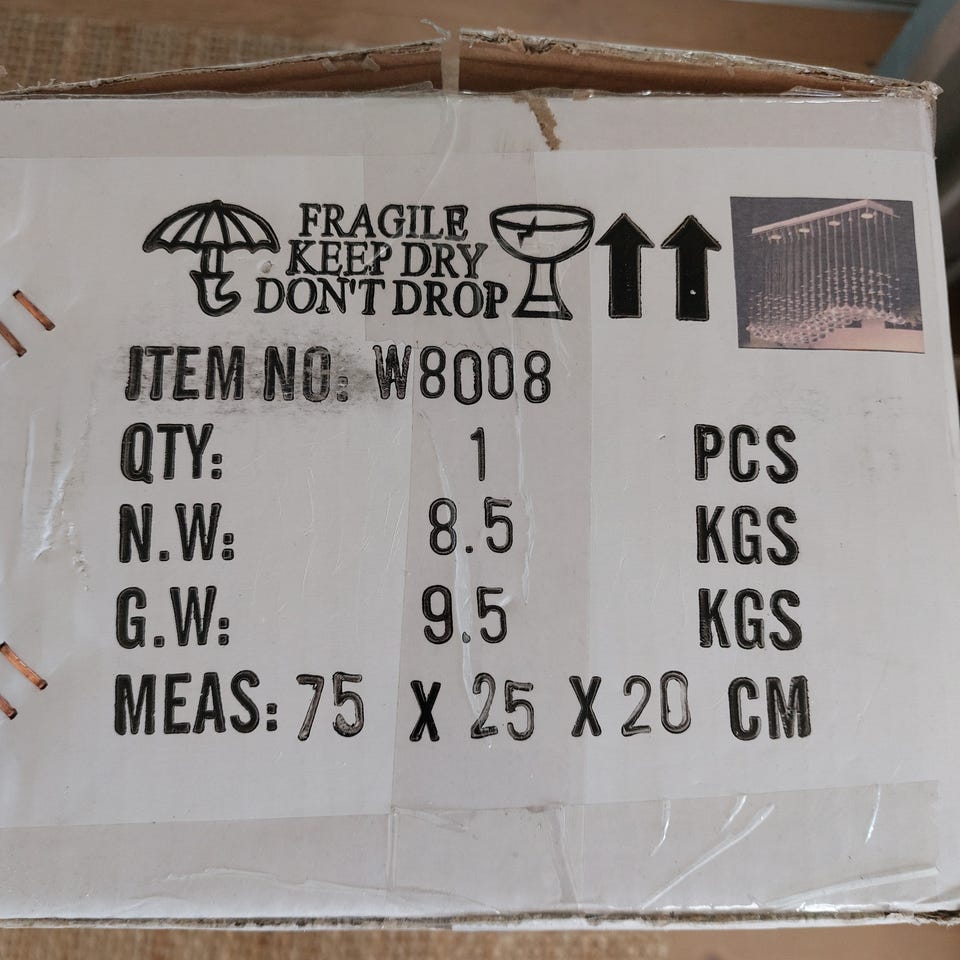 FRAGILE
KEEP DRY
DON'T DROP
ITEM NO: W8008
QTY: 1 PCS
N.W: 8.5 KGS
G.W: 9.5 KGS
MEAS: 75 X 25 X 20 CM